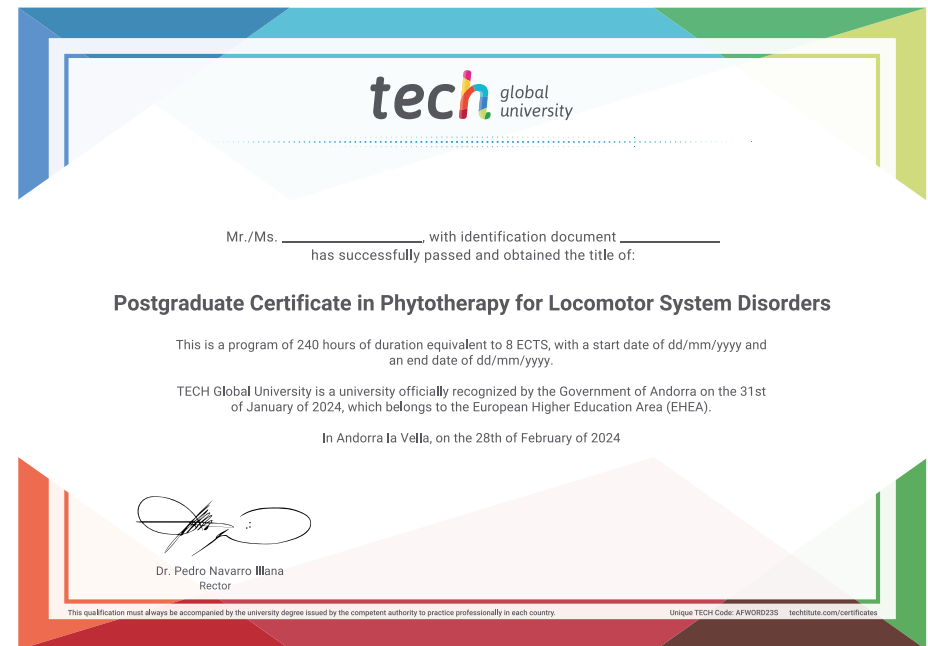 tech global university
Mr./Ms. ____________________, with identification document ______________
has successfully passed and obtained the title of:
Postgraduate Certificate in Phytotherapy for Locomotor System Disorders
This is a program of 240 hours of duration equivalent to 8 ECTS, with a start date of dd/mm/yyyy and
an end date of dd/mm/yyyy.
TECH Global University is a university officially recognized by the Government of Andorra on the 31st
of January of 2024, which belongs to the European Higher Education Area (EHEA).
In Andorra la Vella, on the 28th of February of 2024
Dr. Pedro Navarro Illana
Rector
This qualification must always be accompanied by the university degree issued by the competent authority to practice professionally in each country.
Unique TECH Code: AFWORD23S techtitute.com/certificates